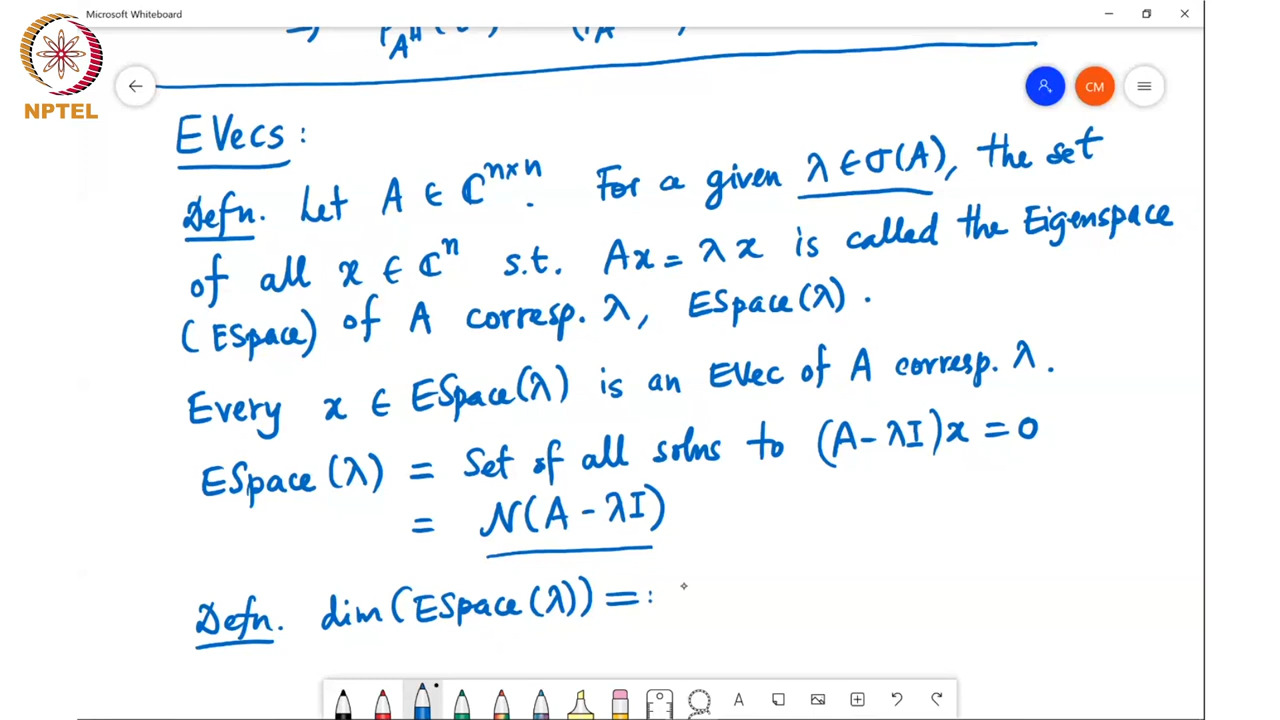 Microsoft Whiteboard
NPTEL
CM
EVecs:
Defn. Let A ∈ ℂⁿˣⁿ. For a given λ ∈ σ(A), the set
of all x ∈ ℂⁿ s.t. Ax = λx is called the Eigenspace
(ESpace) of A corresp. λ, ESpace(λ).
Every x ∈ ESpace(λ) is an EVec of A corresp. λ.
ESpace(λ) = Set of all solns to (A - λI)x = 0
= N(A - λI)
Defn. dim(ESpace(λ)) =:
A